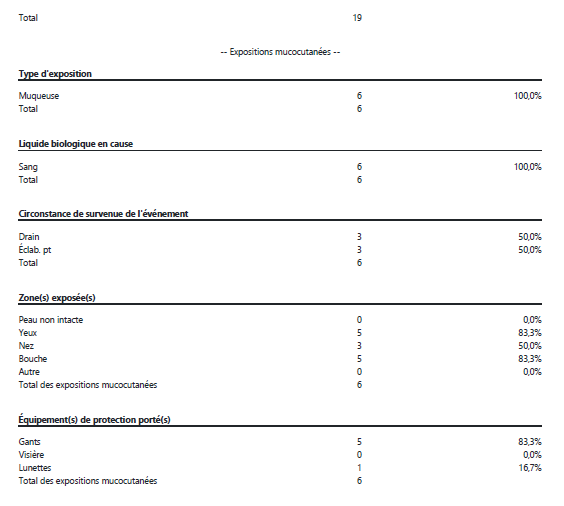 Total 19
-- Expositions mucocutanées --
Type d'exposition
Muqueuse 6 100,0%
Total 6
Liquide biologique en cause
Sang 6 100,0%
Total 6
Circonstance de survenue de l'événement
Drain 3 50,0%
Éclab. pt 3 50,0%
Total 6
Zone(s) exposée(s)
Peau non intacte 0 0,0%
Yeux 5 83,3%
Nez 3 50,0%
Bouche 5 83,3%
Autre 0 0,0%
Total des expositions mucocutanées 6
Équipement(s) de protection porté(s)
Gants 5 83,3%
Visière 0 0,0%
Lunettes 1 16,7%
Total des expositions mucocutanées 6